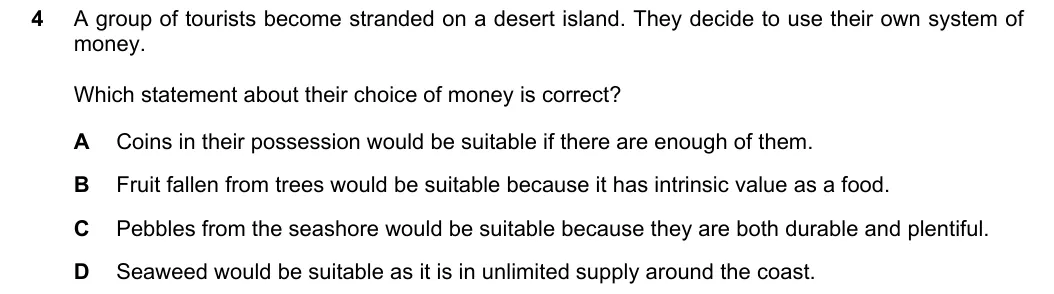 4 A group of tourists become stranded on a desert island. They decide to use their own system of
money.
Which statement about their choice of money is correct?
A Coins in their possession would be suitable if there are enough of them.
B Fruit fallen from trees would be suitable because it has intrinsic value as a food.
C Pebbles from the seashore would be suitable because they are both durable and plentiful.
D Seaweed would be suitable as it is in unlimited supply around the coast.